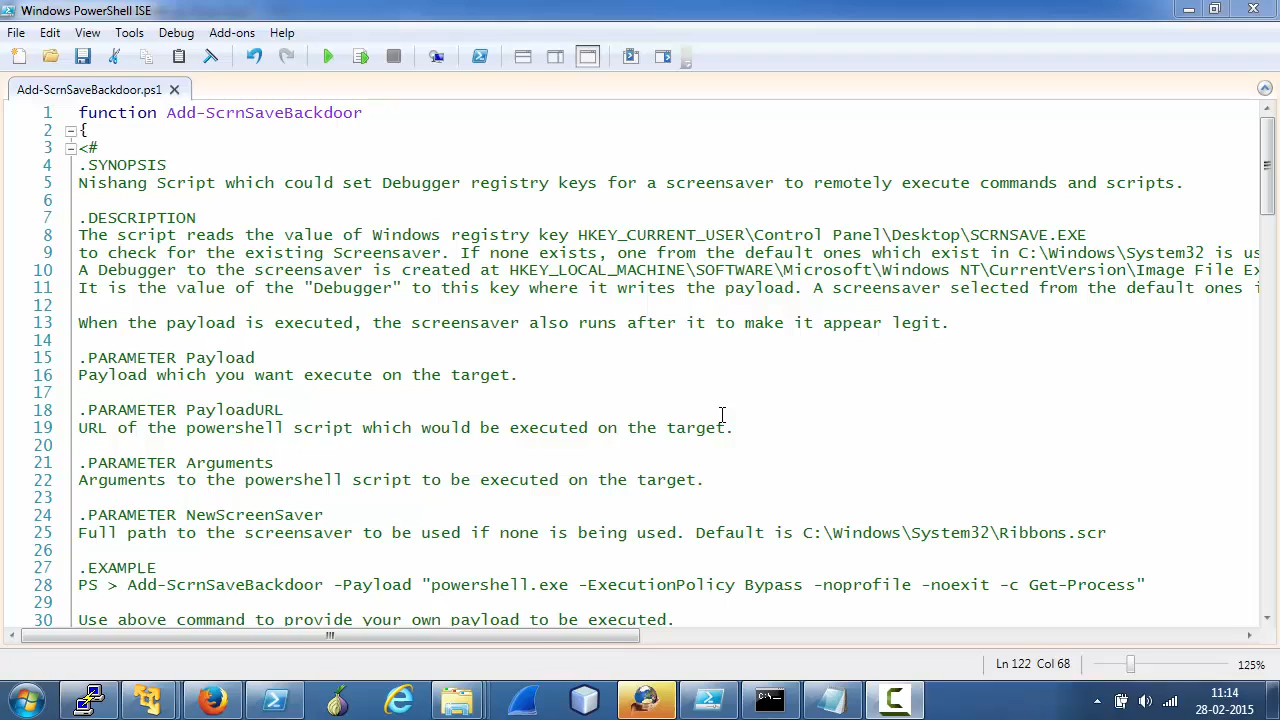 Windows PowerShell ISE
File Edit View Tools Debug Add-ons Help
Add-ScrnSaveBackdoor.ps1
1 function Add-ScrnSaveBackdoor
2 {
3 <#
4 .SYNOPSIS
5 Nishang Script which could set Debugger registry keys for a screensaver to remotely execute commands and scripts.
6
7 .DESCRIPTION
8 The script reads the value of Windows registry key HKEY_CURRENT_USER\Control Panel\Desktop\SCRNSAVE.EXE
9 to check for the existing Screensaver. If none exists, one from the default ones which exist in C:\Windows\System32 is us
10 A Debugger to the screensaver is created at HKEY_LOCAL_MACHINE\SOFTWARE\Microsoft\Windows NT\CurrentVersion\Image File Ex
11 It is the value of the "Debugger" to this key where it writes the payload. A screensaver selected from the default ones i
12
13 When the payload is executed, the screensaver also runs after it to make it appear legit.
14
15 .PARAMETER Payload
16 Payload which you want execute on the target.
17
18 .PARAMETER PayloadURL
19 URL of the powershell script which would be executed on the target.
20
21 .PARAMETER Arguments
22 Arguments to the powershell script to be executed on the target.
23
24 .PARAMETER NewScreenSaver
25 Full path to the screensaver to be used if none is being used. Default is C:\Windows\System32\Ribbons.scr
26
27 .EXAMPLE
28 PS > Add-ScrnSaveBackdoor -Payload "powershell.exe -ExecutionPolicy Bypass -noprofile -noexit -c Get-Process"
29
30 Use above command to provide your own payload to be executed.
Ln 122 Col 68 125%
11:14
28-02-2015